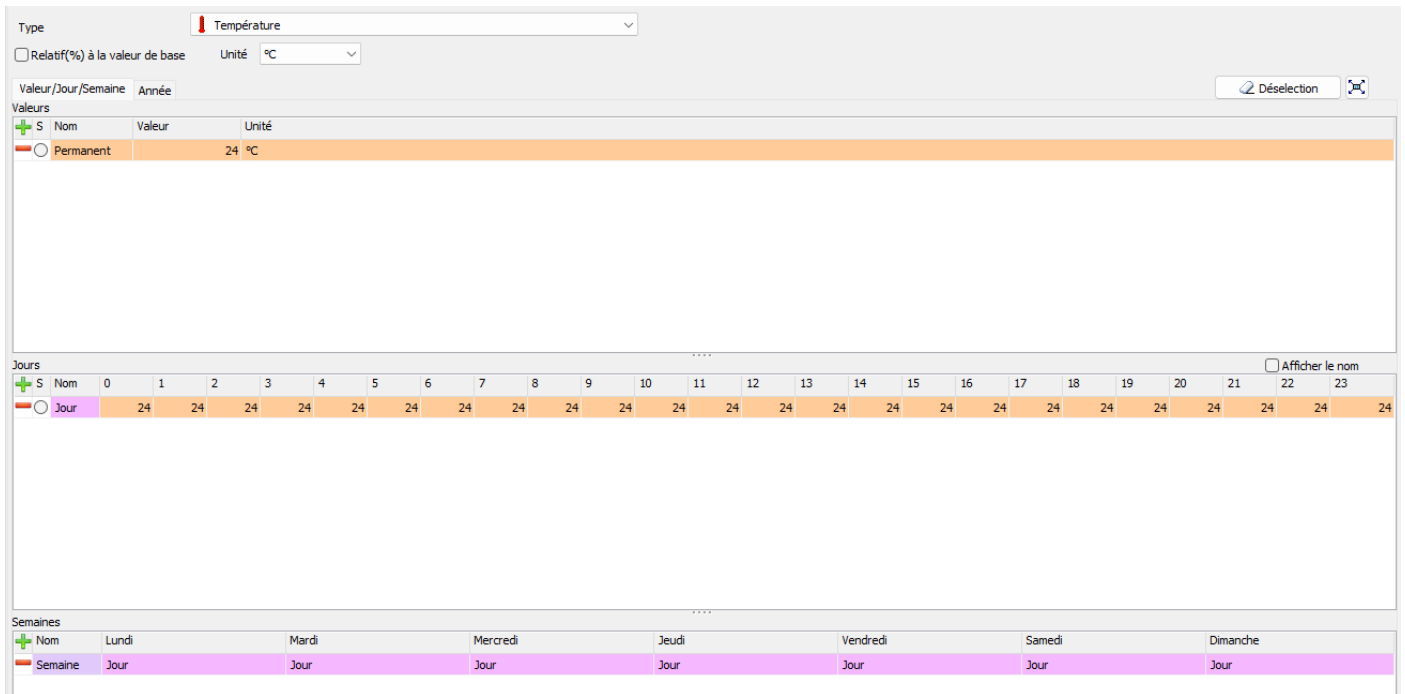 Type Température
Relatif(%) à la valeur de base Unité °C
Valeur/Jour/Semaine Année Déselection
Valeurs
S Nom Valeur Unité
Permanent 24 °C
Jours Afficher le nom
S Nom 0 1 2 3 4 5 6 7 8 9 10 11 12 13 14 15 16 17 18 19 20 21 22 23
Jour 24 24 24 24 24 24 24 24 24 24 24 24 24 24 24 24 24 24 24 24 24 24 24 24
Semaines
Nom Lundi Mardi Mercredi Jeudi Vendredi Samedi Dimanche
Semaine Jour Jour Jour Jour Jour Jour Jour